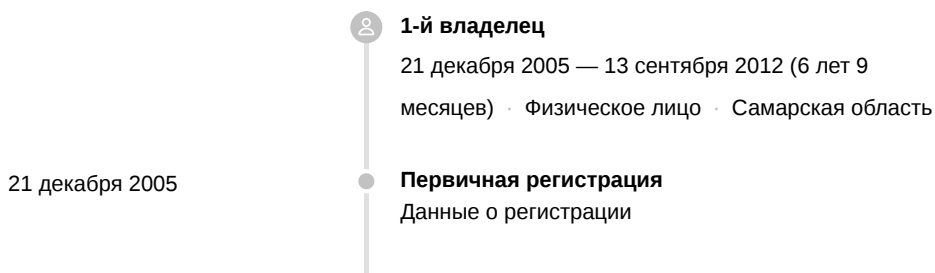 1-й владелец
21 декабря 2005 — 13 сентября 2012 (6 лет 9
месяцев) · Физическое лицо · Самарская область
21 декабря 2005
Первичная регистрация
Данные о регистрации